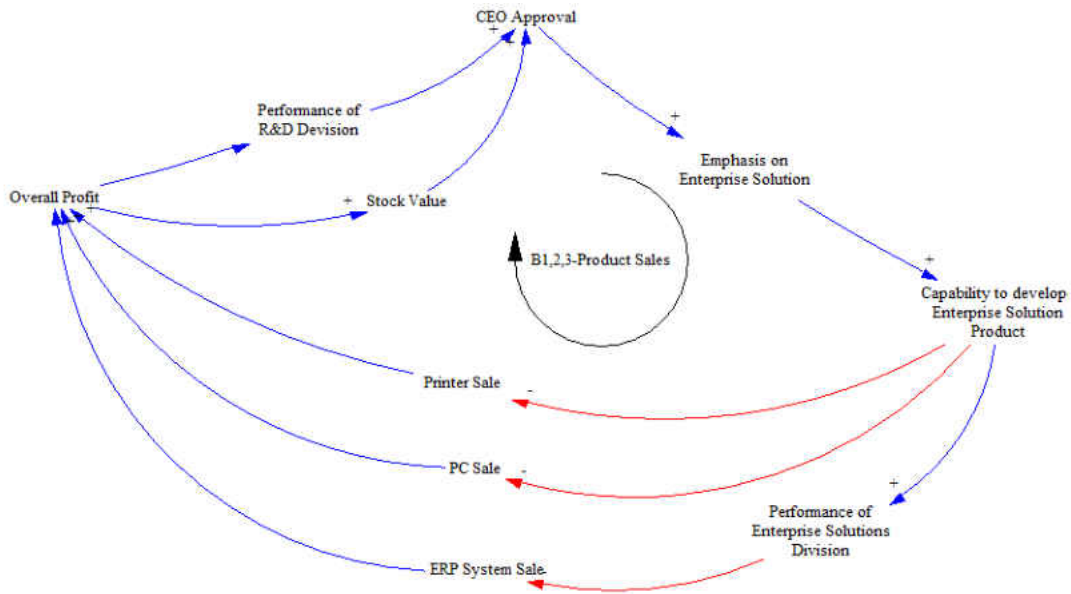 CEO Approval
+
+
Performance of
R&D Devision
+
Emphasis on
Enterprise Solution
Overall Profit
+
+
Stock Value
B1,2,3-Product Sales
+
Capability to develop
Enterprise Solution
Product
Printer Sale
-
PC Sale
-
+
Performance of
Enterprise Solutions
Division
ERP System Sale
-